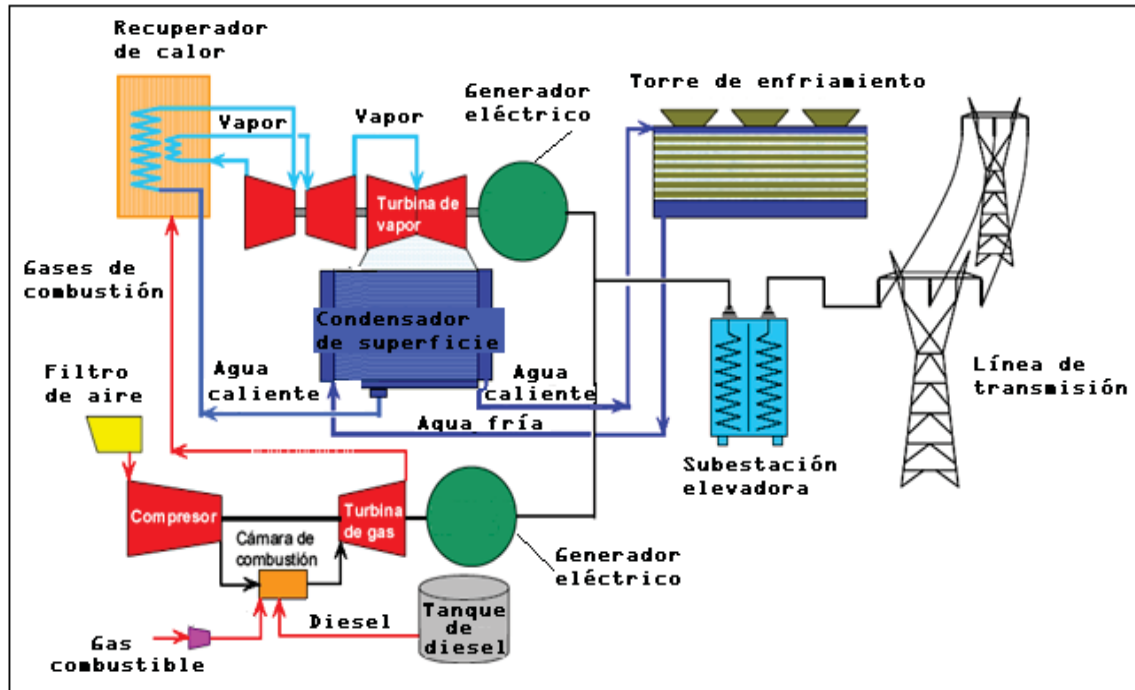 Recuperador
de calor
Vapor
Vapor
Generador
eléctrico
Torre de enfriamiento
Turbina de
vapor
Gases de
combustión
Condensador
de superficie
Filtro
de aire
Agua
caliente
Agua
caliente
Aqua fría
Línea de
transmisión
Subestación
elevadora
Compresor
Turbina
de gas
Cámara de
combustión
Generador
eléctrico
Tanque
de
diesel
Diesel
Gas
combustible